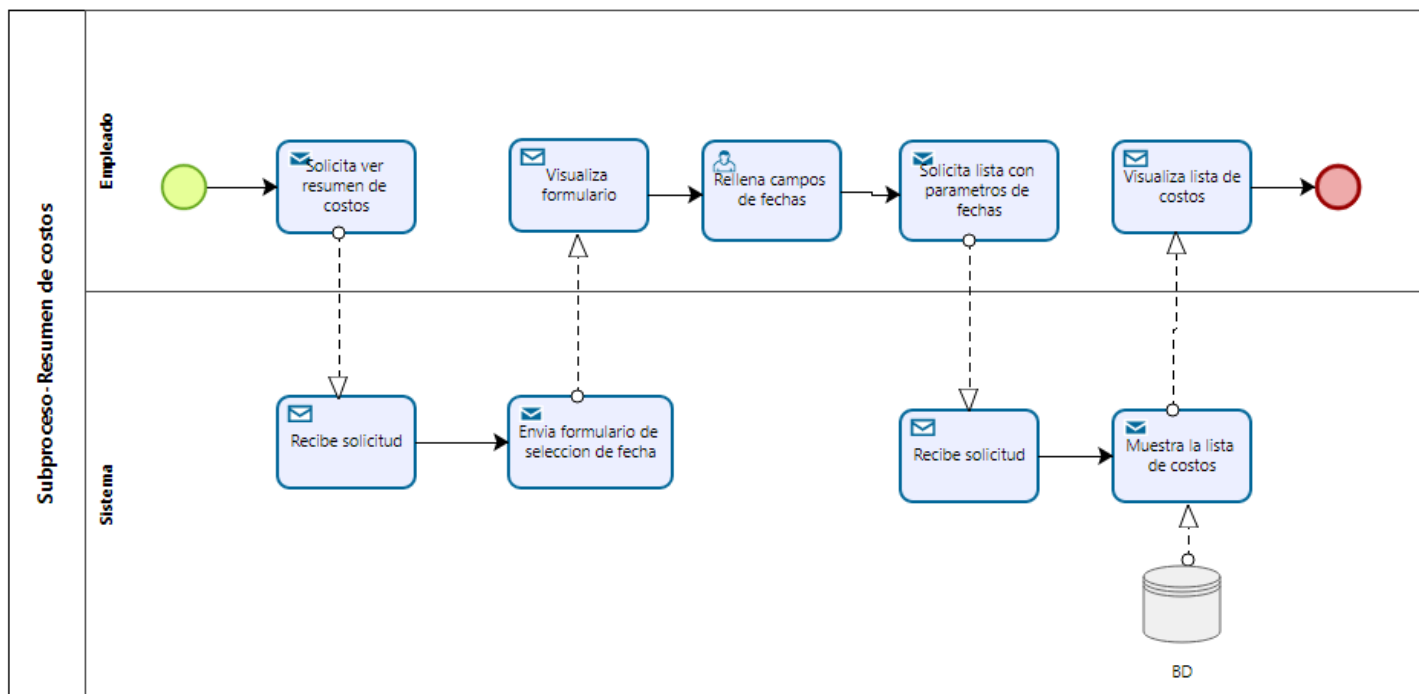 Subproceso-Resumen de costos
Empleado
Solicita ver
resumen de
costos
Visualiza
formulario
Rellena campos
de fechas
Solicita lista con
parametros de
fechas
Visualiza lista de
costos
Sistema
Recibe solicitud
Envia formulario de
seleccion de fecha
Recibe solicitud
Muestra la lista
de costos
BD